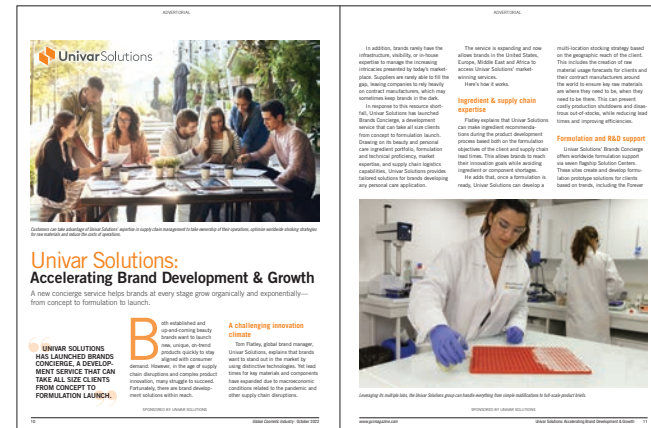 ADVERTORIAL
UnivarSolutions
Customers can take advantage of Univar Solutions' expertise in supply chain management to take ownership of their operations, optimize worldwide stocking strategies
for raw materials and reduce the costs of operations.
Univar Solutions:
Accelerating Brand Development & Growth
A new concierge service helps brands at every stage grow organically and exponentially—
from concept to formulation to launch.
“UNIVAR SOLUTIONS
HAS LAUNCHED BRANDS
CONCIERGE, A DEVELOP-
MENT SERVICE THAT CAN
TAKE ALL SIZE CLIENTS
FROM CONCEPT TO
FORMULATION LAUNCH.”
Both established and
up-and-coming beauty
brands want to launch
new, unique, on-trend
products quickly to stay
aligned with consumer
demand. However, in the age of supply
chain disruptions and complex product
innovation, many struggle to succeed.
Fortunately, there are brand develop-
ment solutions within reach.
A challenging innovation
climate
Tom Flatley, global brand manager,
Univar Solutions, explains that brands
want to stand out in the market by
using distinctive technologies. Yet lead
times for key materials and components
have expanded due to macroeconomic
conditions related to the pandemic and
other supply chain disruptions.
SPONSORED BY UNIVAR SOLUTIONS
10
Global Cosmetic Industry October 2022
ADVERTORIAL
In addition, brands rarely have the
infrastructure, visibility, or in-house
expertise to manage the increasing
intricacies presented by today's market-
place. Suppliers are rarely able to fill the
gap, leaving companies to rely heavily
on contract manufacturers, which may
sometimes keep brands in the dark.
In response to this resource short-
fall, Univar Solutions has launched
Brands Concierge, a development
service that can take all size clients
from concept to formulation launch.
Drawing on its beauty and personal
care ingredient portfolio, formulation
and technical proficiency, market
expertise, and supply chain logistics
capabilities, Univar Solutions provides
tailored solutions for brands developing
any personal care application.
The service is expanding and now
allows brands in the United States,
Europe, Middle East and Africa to
access Univar Solutions' market-
winning services.
Here's how it works.
Ingredient & supply chain
expertise
Flatley explains that Univar Solutions
can make ingredient recommenda-
tions during the product development
process based both on the formulation
objectives of the client and supply chain
lead times. This allows brands to reach
their innovation goals while avoiding
ingredient or component shortages.
He adds that, once a formulation is
ready, Univar Solutions can develop a
multi-location stocking strategy based
on the geographic reach of the client.
This includes the creation of raw
material usage forecasts for clients and
their contract manufacturers around
the world to ensure key raw materials
are where they need to be, when they
need to be there. This can prevent
costly production shutdowns and disas-
trous out-of-stocks, while reducing lead
times and improving efficiencies.
Formulation and R&D support
Univar Solutions' Brands Concierge
offers worldwide formulation support
via seven flagship Solution Centers.
These sites create and develop formu-
lation prototype solutions for clients
based on trends, including the Forever
Leveraging its multiple labs, the Univar Solutions group can handle everything from simple modifications to full-scale product briefs.
SPONSORED BY UNIVAR SOLUTIONS
www.gcimagazine.com
Univar Solutions: Accelerating Brand Development & Growth 11